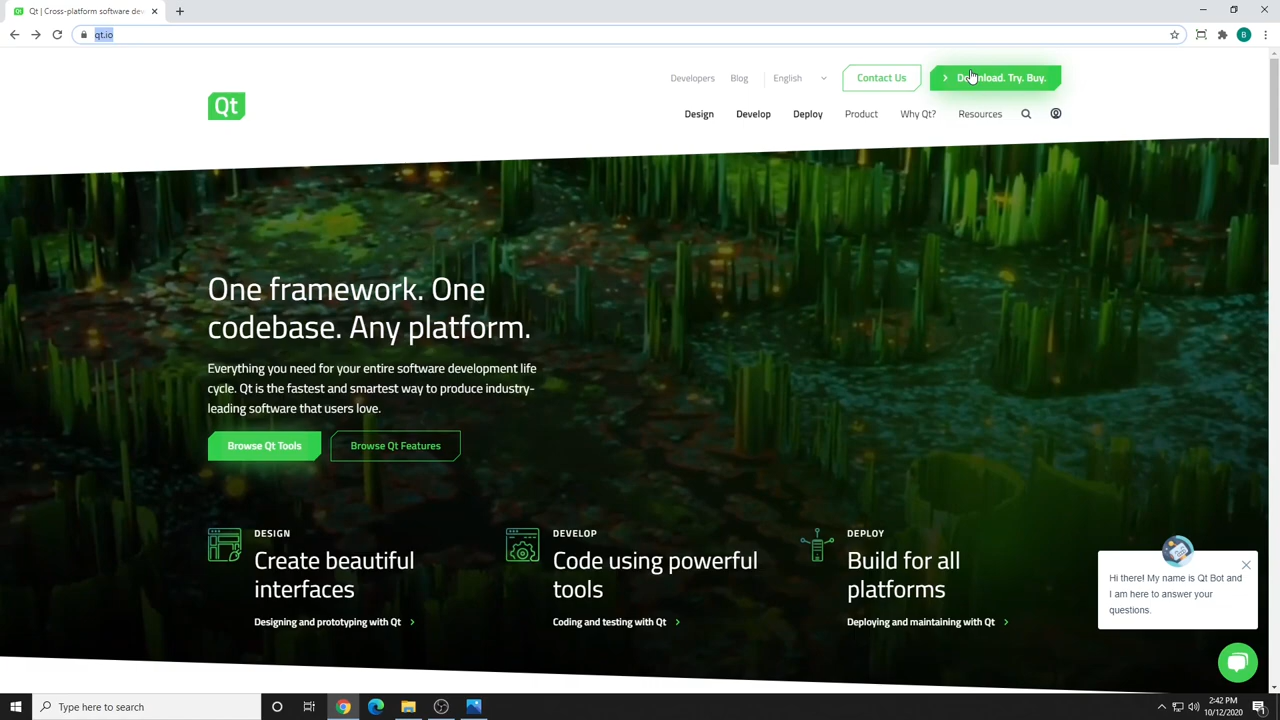 Qt | Cross-platform software dev
qt.io
Developers
Blog
English
Contact Us
Download. Try. Buy.
Qt
Design
Develop
Deploy
Product
Why Qt?
Resources
One framework. One
codebase. Any platform.
Everything you need for your entire software development life
cycle. Qt is the fastest and smartest way to produce industry-
leading software that users love.
Browse Qt Tools
Browse Qt Features
DESIGN
Create beautiful
interfaces
Designing and prototyping with Qt
DEVELOP
Code using powerful
tools
Coding and testing with Qt
DEPLOY
Build for all
platforms
Deploying and maintaining with Qt
Hi there! My name is Qt Bot and
I am here to answer your
questions.
Type here to search
2:42 PM
10/12/2020
1
B